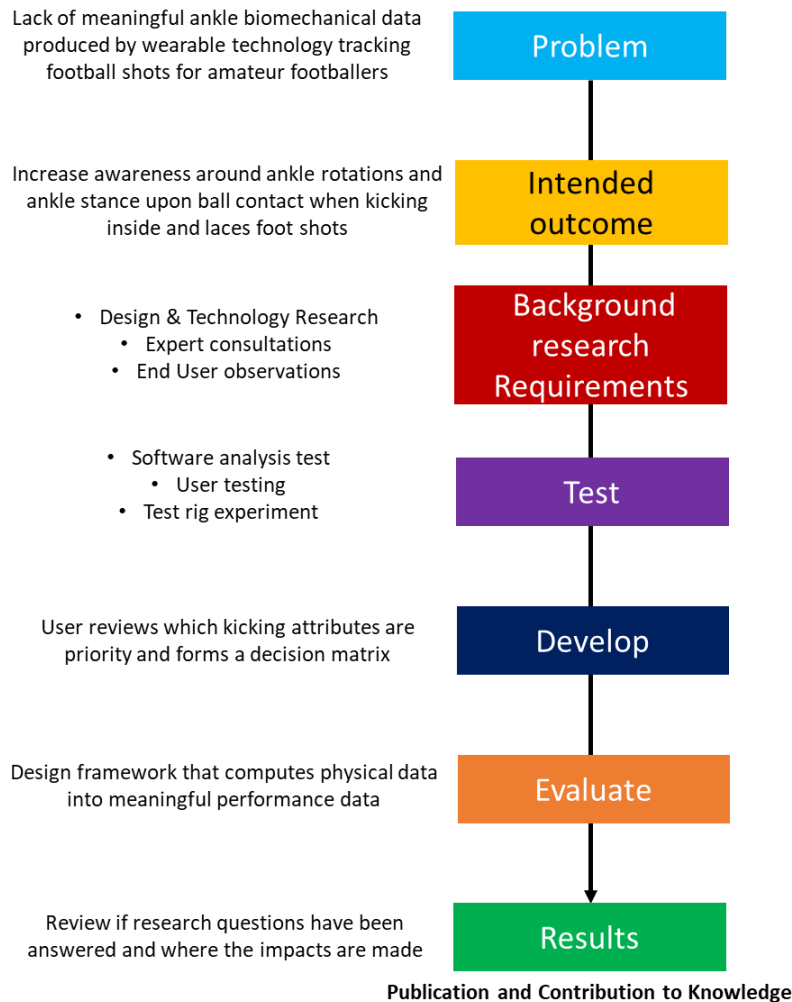 Lack of meaningful ankle biomechanical data
produced by wearable technology tracking
football shots for amateur footballers
Problem
Increase awareness around ankle rotations and
ankle stance upon ball contact when kicking
inside and laces foot shots
Intended
outcome
• Design & Technology Research
• Expert consultations
• End User observations
Background
research
Requirements
• Software analysis test
• User testing
• Test rig experiment
Test
User reviews which kicking attributes are
priority and forms a decision matrix
Develop
Design framework that computes physical data
into meaningful performance data
Evaluate
Review if research questions have been
answered and where the impacts are made
Results
Publication and Contribution to Knowledge